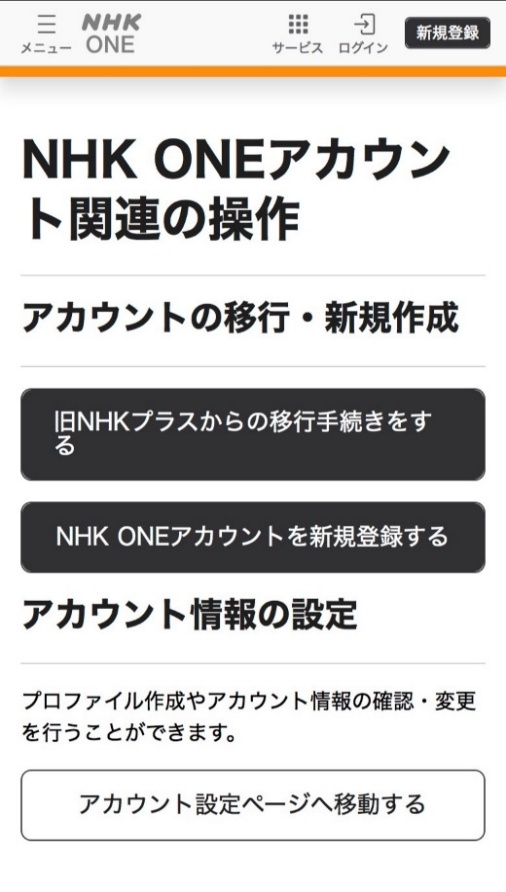 メニュー
NHK
ONE
サービス
ログイン
新規登録
NHK ONEアカウン
ト関連の操作
アカウントの移行・新規作成
旧NHKプラスからの移行手続きをす
る
NHK ONEアカウントを新規登録する
アカウント情報の設定
プロファイル作成やアカウント情報の確認・変更
を行うことができます。
アカウント設定ページへ移動する